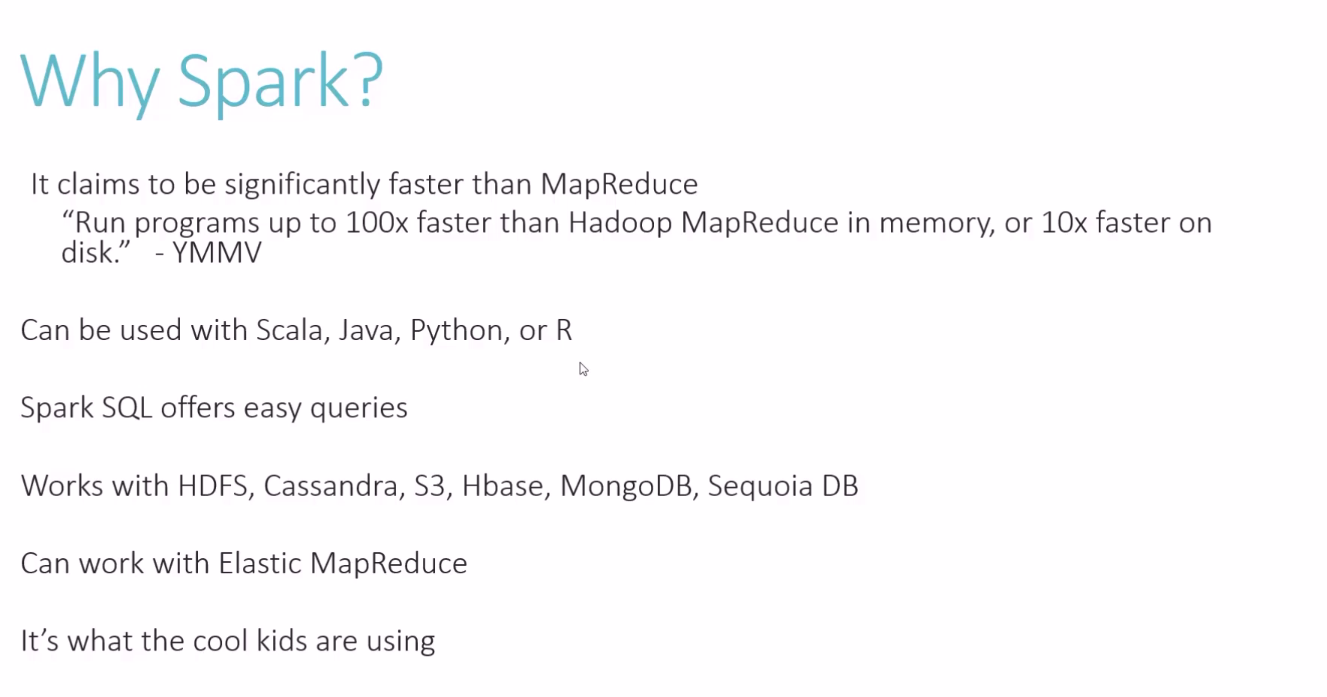 Why Spark?
It claims to be significantly faster than MapReduce
“Run programs up to 100x faster than Hadoop MapReduce in memory, or 10x faster on
disk.” - YMMV
Can be used with Scala, Java, Python, or R
Spark SQL offers easy queries
Works with HDFS, Cassandra, S3, Hbase, MongoDB, Sequoia DB
Can work with Elastic MapReduce
It’s what the cool kids are using